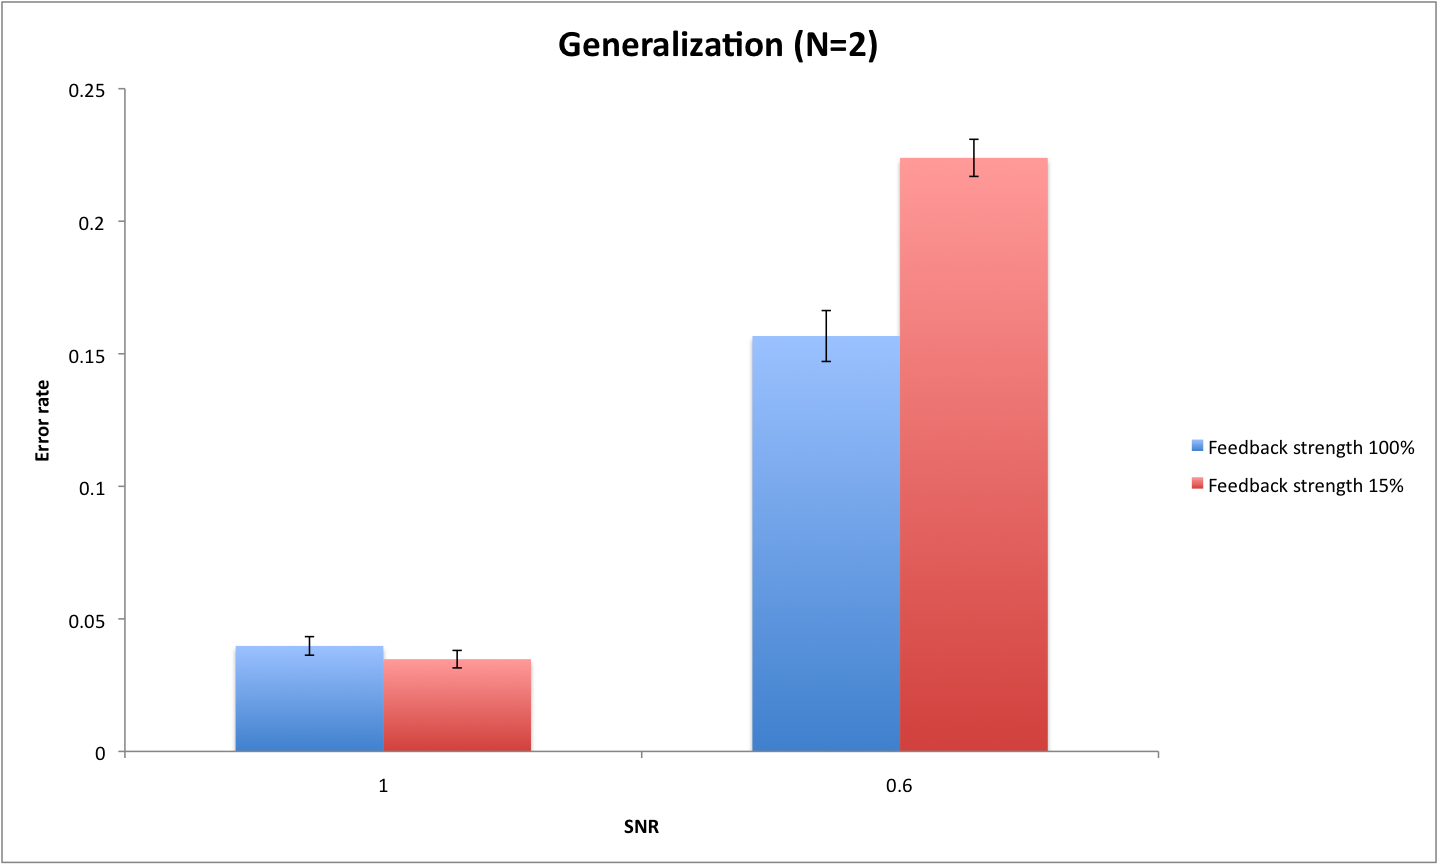 Generalization (N=2)
0.25
0.2
0.15
0.1
0.05
0
Error rate
1
0.6
SNR
Feedback strength 100%
Feedback strength 15%